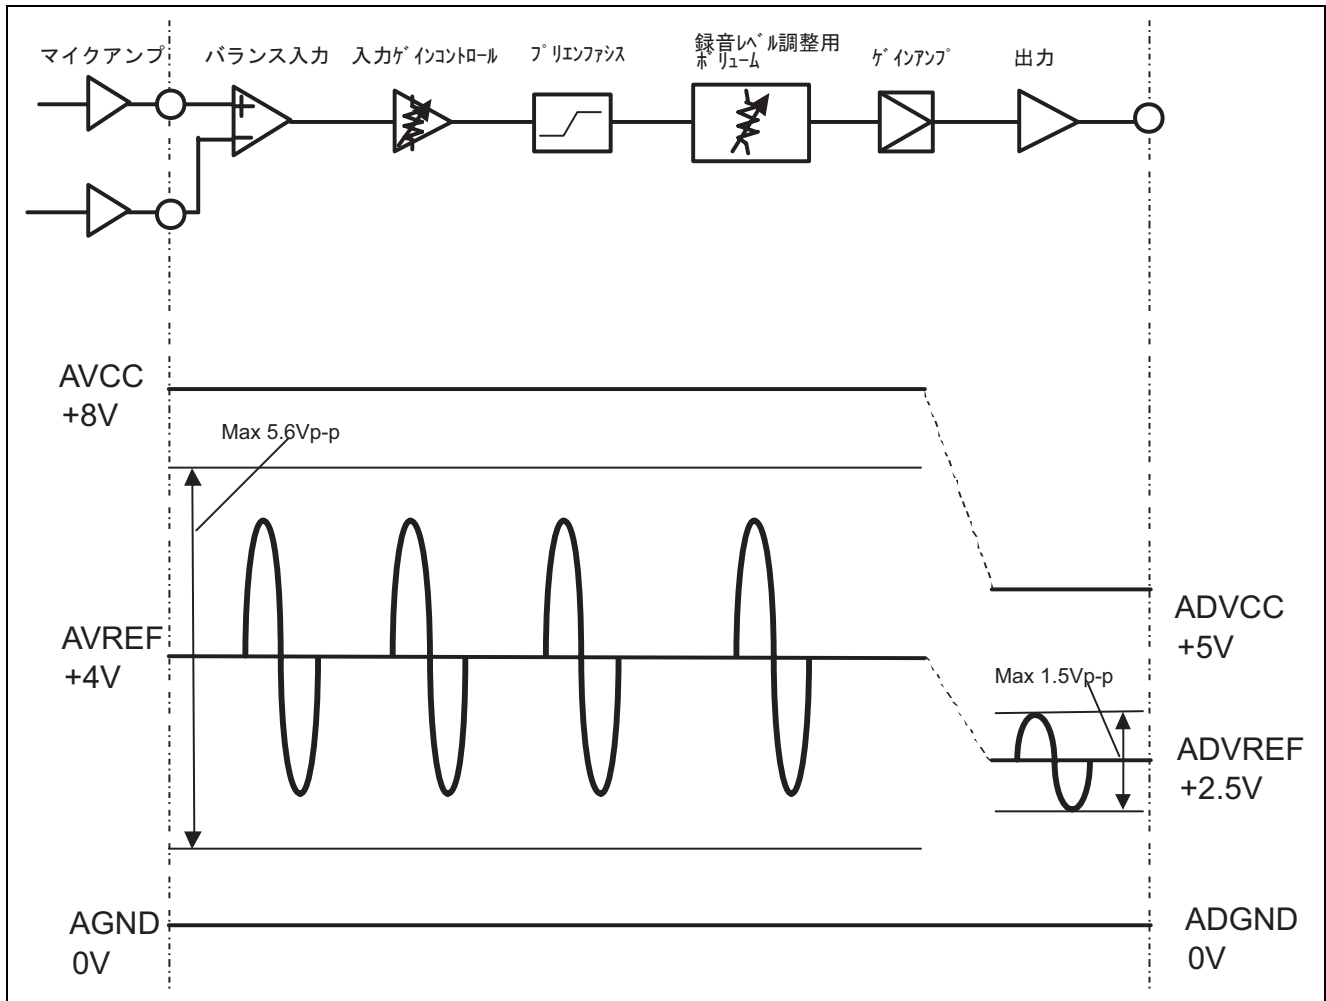 マイクアンプ
バランス入力
入力ｹﾞｲﾝｺﾝﾄﾛｰﾙ
ﾌﾟﾘｴﾝﾌｧｼｽ
録音ﾚﾍﾞﾙ調整用
ﾎﾞﾘｭｰﾑ
ｹﾞｲﾝｱﾝﾌﾟ
出力
AVCC
+8V
Max 5.6Vp-p
AVREF
+4V
ADVCC
+5V
Max 1.5Vp-p
ADVREF
+2.5V
AGND
0V
ADGND
0V